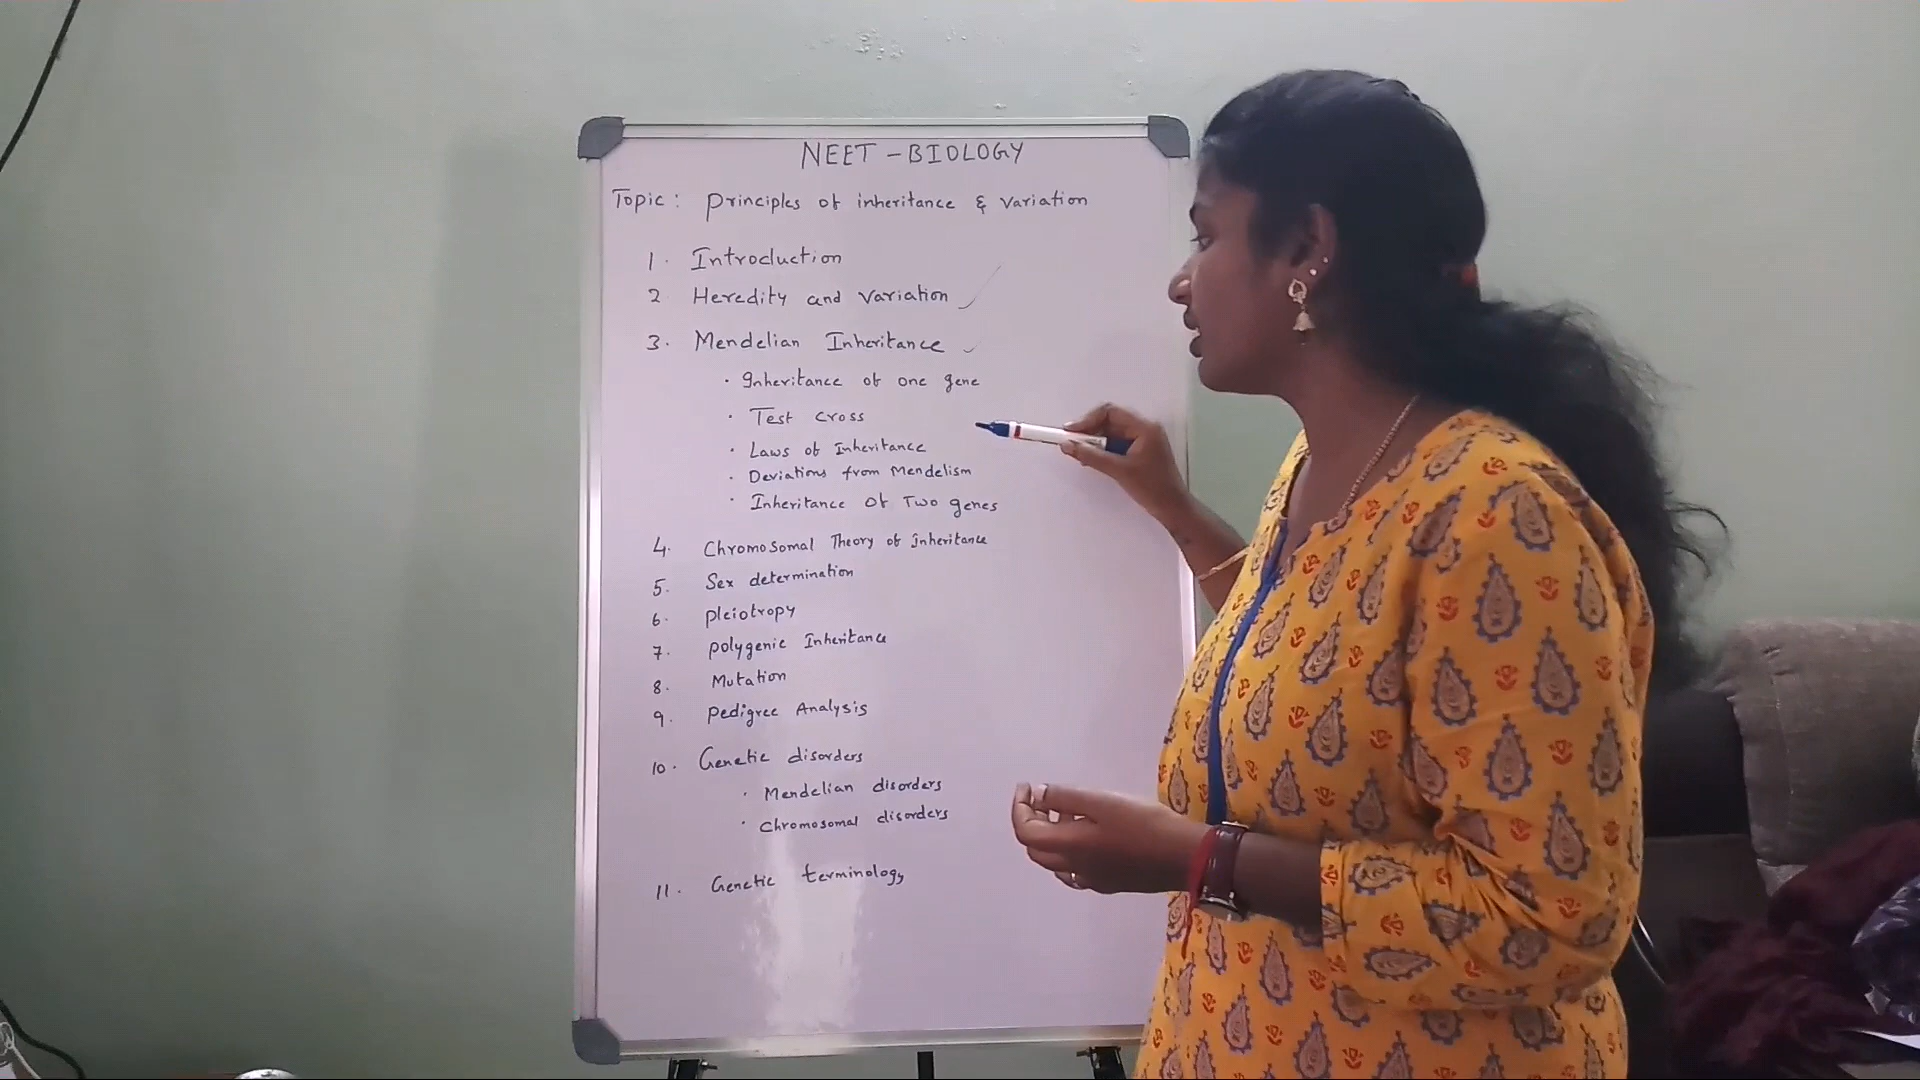 NEET - BIOLOGY
Topic: Principles of inheritance & variation
1. Introduction
2. Heredity and variation
3. Mendelian Inheritance
· Inheritance of one gene
· Test cross
· Laws of Inheritance
· Deviations from Mendelism
· Inheritance of Two genes
4. Chromosomal Theory of inheritance
5. Sex determination
6. pleiotropy
7. polygenic Inheritance
8. Mutation
9. Pedigree Analysis
10. Genetic disorders
· Mendelian disorders
· chromosomal disorders
11. Genetic terminology